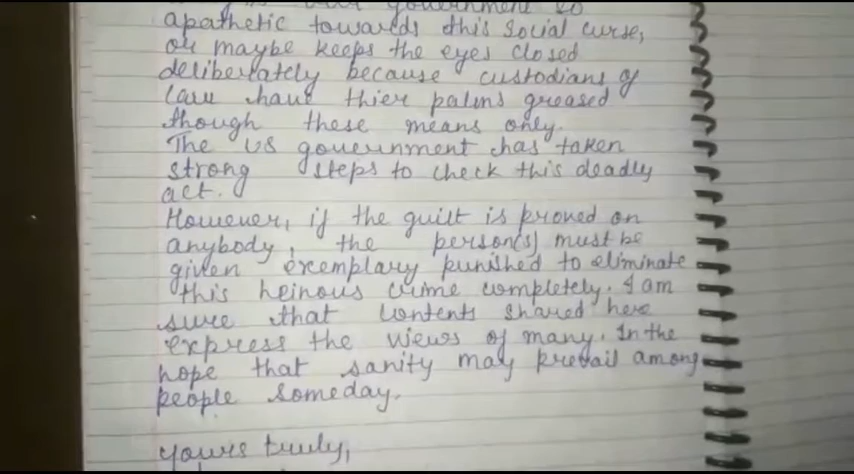 government so
apathetic towards this social curse,
or maybe keeps the eyes closed
deliberately because custodians of
law have thier palms greased
though these means only.
The US government has taken
strong steps to check this deadly
act.
However, if the guilt is proved on
anybody, the person(s) must be
given exemplary punished to eliminate
this heinous crime completely. I am
sure that contents shared here
express the views of many. In the
hope that sanity may prevail among
people someday.
yours truly,